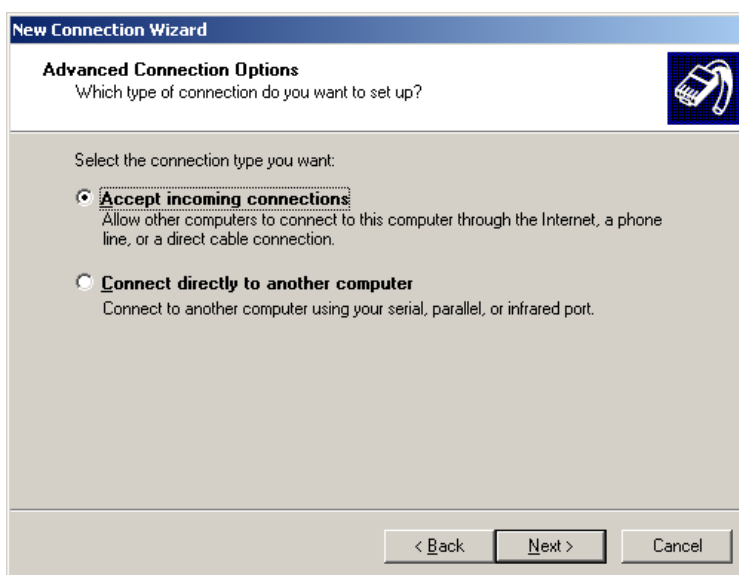 New Connection Wizard
Advanced Connection Options
Which type of connection do you want to set up?
Select the connection type you want:
Accept incoming connections
Allow other computers to connect to this computer through the Internet, a phone
line, or a direct cable connection.
Connect directly to another computer
Connect to another computer using your serial, parallel, or infrared port.
< Back
Next >
Cancel